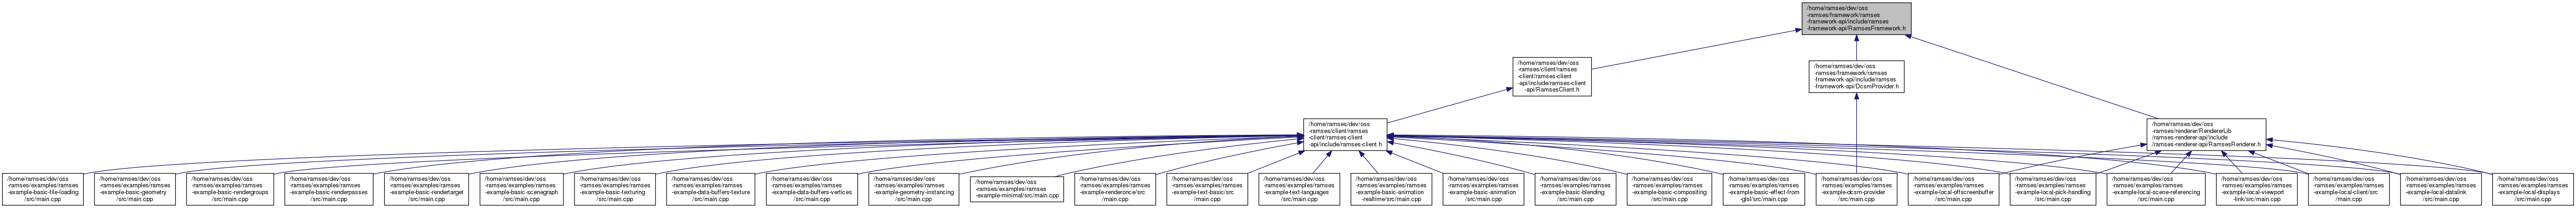 /home/ramses/dev/oss
-ramses/framework/ramses
-framework-api/include/ramses
-framework-api/RamsesFramework.h
/home/ramses/dev/oss
-ramses/client/ramses
-client/ramses-client
-api/include/ramses-client
-api/RamsesClient.h
/home/ramses/dev/oss
-ramses/framework/ramses
-framework-api/include/ramses
-framework-api/DcsmProvider.h
/home/ramses/dev/oss
-ramses/client/ramses
-client/ramses-client
-api/include/ramses-client.h
/home/ramses/dev/oss
-ramses/renderer/RendererLib
/ramses-renderer-api/include
/ramses-renderer-api/RamsesRenderer.h
/home/ramses/dev/oss
-ramses/examples/ramses
-example-basic-file-loading
/src/main.cpp
/home/ramses/dev/oss
-ramses/examples/ramses
-example-basic-geometry
/src/main.cpp
/home/ramses/dev/oss
-ramses/examples/ramses
-example-basic-rendergroups
/src/main.cpp
/home/ramses/dev/oss
-ramses/examples/ramses
-example-basic-renderpasses
/src/main.cpp
/home/ramses/dev/oss
-ramses/examples/ramses
-example-basic-rendertarget
/src/main.cpp
/home/ramses/dev/oss
-ramses/examples/ramses
-example-basic-scenegraph
/src/main.cpp
/home/ramses/dev/oss
-ramses/examples/ramses
-example-basic-texturing
/src/main.cpp
/home/ramses/dev/oss
-ramses/examples/ramses
-example-data-buffers-texture
/src/main.cpp
/home/ramses/dev/oss
-ramses/examples/ramses
-example-data-buffers-vertices
/src/main.cpp
/home/ramses/dev/oss
-ramses/examples/ramses
-example-geometry-instancing
/src/main.cpp
/home/ramses/dev/oss
-ramses/examples/ramses
-example-minimal/src/main.cpp
/home/ramses/dev/oss
-ramses/examples/ramses
-example-renderonce/src
/main.cpp
/home/ramses/dev/oss
-ramses/examples/ramses
-example-text-basic/src
/main.cpp
/home/ramses/dev/oss
-ramses/examples/ramses
-example-text-languages
/src/main.cpp
/home/ramses/dev/oss
-ramses/examples/ramses
-example-basic-animation
-realtime/src/main.cpp
/home/ramses/dev/oss
-ramses/examples/ramses
-example-basic-animation
/src/main.cpp
/home/ramses/dev/oss
-ramses/examples/ramses
-example-basic-blending
/src/main.cpp
/home/ramses/dev/oss
-ramses/examples/ramses
-example-basic-compositing
/src/main.cpp
/home/ramses/dev/oss
-ramses/examples/ramses
-example-basic-effect-from
-glsl/src/main.cpp
/home/ramses/dev/oss
-ramses/examples/ramses
-example-dcsm-provider
/src/main.cpp
/home/ramses/dev/oss
-ramses/examples/ramses
-example-local-offscreenbuffer
/src/main.cpp
/home/ramses/dev/oss
-ramses/examples/ramses
-example-local-pick-handling
/src/main.cpp
/home/ramses/dev/oss
-ramses/examples/ramses
-example-local-scene-referencing
/src/main.cpp
/home/ramses/dev/oss
-ramses/examples/ramses
-example-local-viewport
-link/src/main.cpp
/home/ramses/dev/oss
-ramses/examples/ramses
-example-local-client/src
/main.cpp
/home/ramses/dev/oss
-ramses/examples/ramses
-example-local-datalink
/src/main.cpp
/home/ramses/dev/oss
-ramses/examples/ramses
-example-local-displays
/src/main.cpp